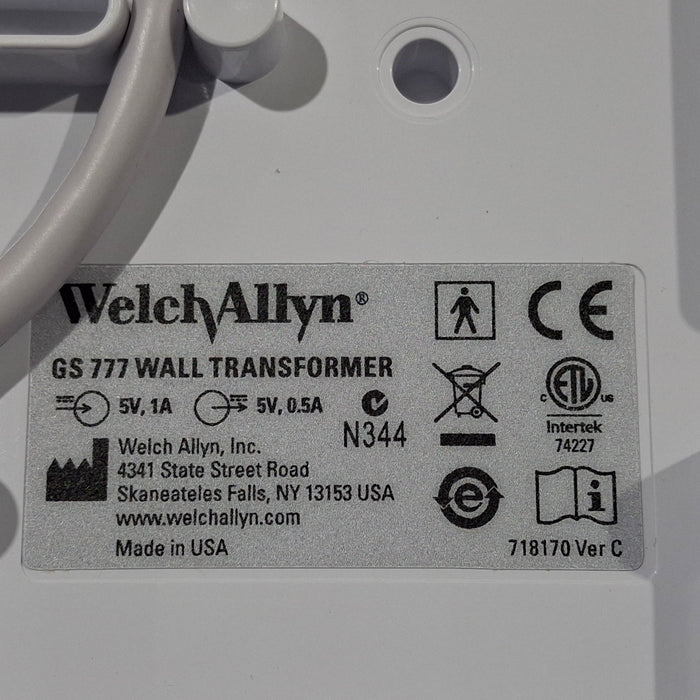 WelchAllyn®
GS 777 WALL TRANSFORMER
5V, 1A 5V, 0.5A
N344
Welch Allyn, Inc.
4341 State Street Road
Skaneateles Falls, NY 13153 USA
www.welchallyn.com
Made in USA
CE
C ETL US
Intertek
74227
e
i
718170 Ver C